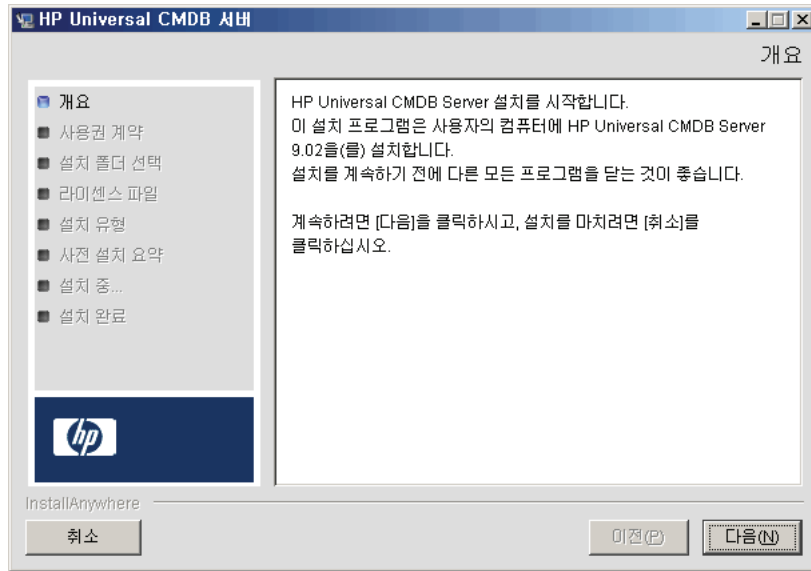 HP Universal CMDB 서버
개요
개요
사용권 계약
설치 폴더 선택
라이센스 파일
설치 유형
사전 설치 요약
설치 중...
설치 완료
HP Universal CMDB Server 설치를 시작합니다.
이 설치 프로그램은 사용자의 컴퓨터에 HP Universal CMDB Server
9.02을(를) 설치합니다.
설치를 계속하기 전에 다른 모든 프로그램을 닫는 것이 좋습니다.
계속하려면 [다음]을 클릭하시고, 설치를 마치려면 [취소]를
클릭하십시오.
hp
InstallAnywhere
취소
이전(P)
다음(N)